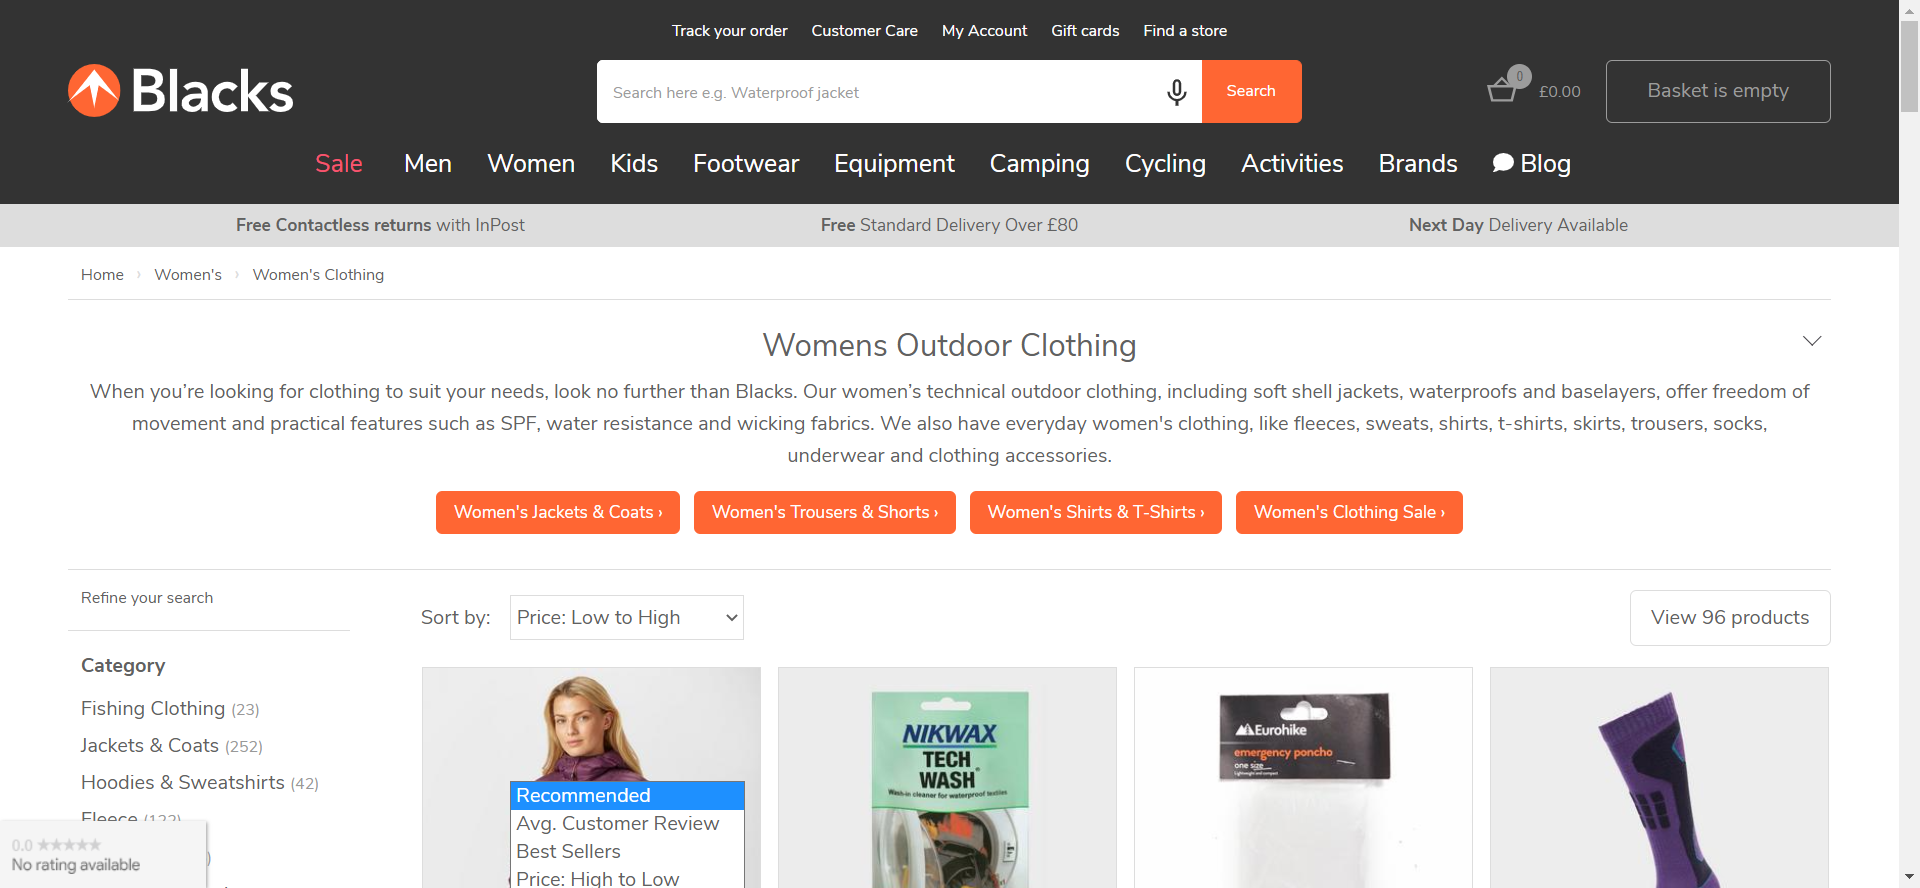 Track your order Customer Care My Account Gift cards Find a store
Blacks
Search here e.g. Waterproof jacket
Search
0
£0.00
Basket is empty
Sale Men Women Kids Footwear Equipment Camping Cycling Activities Brands Blog
Free Contactless returns with InPost
Free Standard Delivery Over £80
Next Day Delivery Available
Home › Women's › Women's Clothing
Womens Outdoor Clothing
When you’re looking for clothing to suit your needs, look no further than Blacks. Our women’s technical outdoor clothing, including soft shell jackets, waterproofs and baselayers, offer freedom of
movement and practical features such as SPF, water resistance and wicking fabrics. We also have everyday women's clothing, like fleeces, sweats, shirts, t-shirts, skirts, trousers, socks,
underwear and clothing accessories.
Women's Jackets & Coats ›
Women's Trousers & Shorts ›
Women's Shirts & T-Shirts ›
Women's Clothing Sale ›
Refine your search
Sort by: Price: Low to High
View 96 products
Category
Fishing Clothing (23)
Jackets & Coats (252)
Hoodies & Sweatshirts (42)
Fleece (122)
0.0 ★★★★★
No rating available
Recommended
Avg. Customer Review
Best Sellers
Price: High to Low
NIKWAX
TECH
WASH
Wash-in cleaner for waterproof textiles
Eurohike
emergency poncho
one size
Lightweight and compact